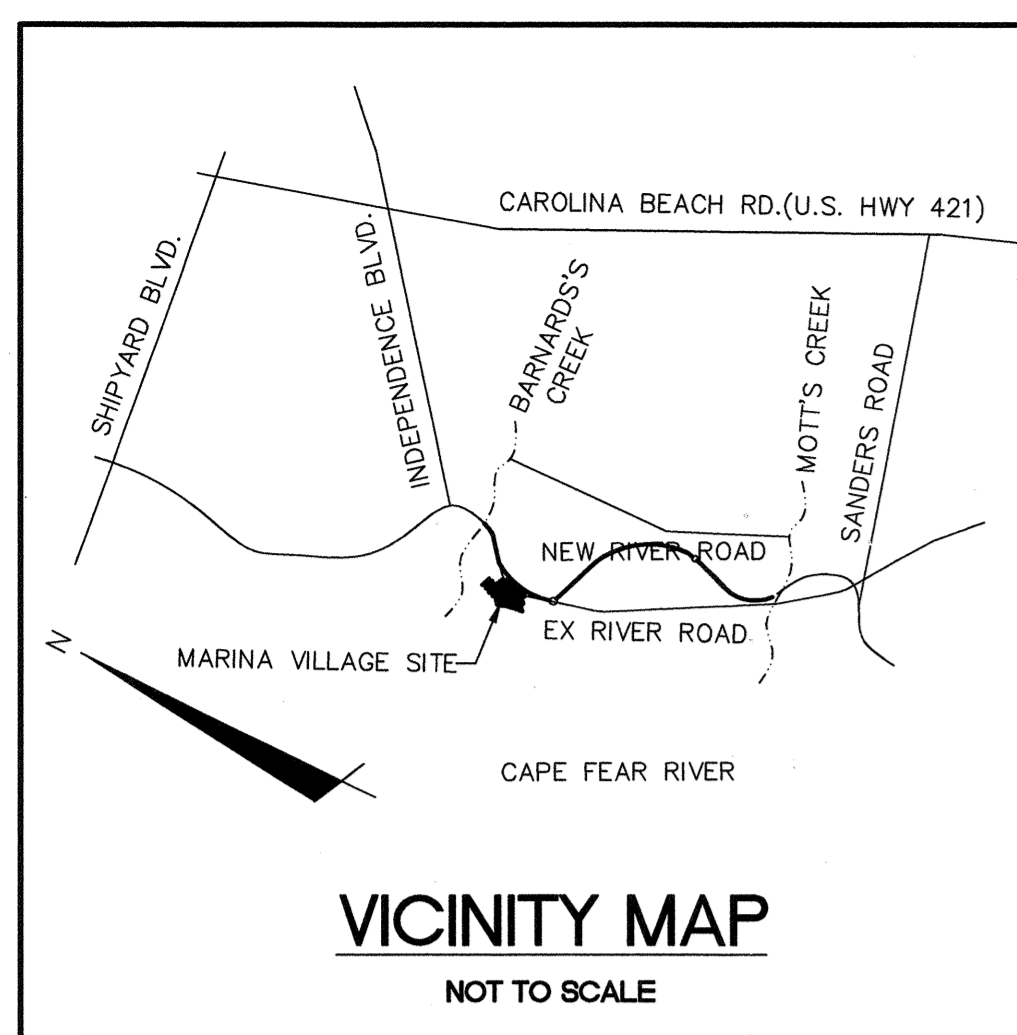 CAROLINA BEACH RD.(U.S. HWY 421)
SHIPYARD BLVD.
INDEPENDENCE BLVD.
BARNARDS'S
CREEK
MOTT'S CREEK
SANDERS ROAD
NEW RIVER ROAD
EX RIVER ROAD
MARINA VILLAGE SITE
N
CAPE FEAR RIVER
VICINITY MAP
NOT TO SCALE